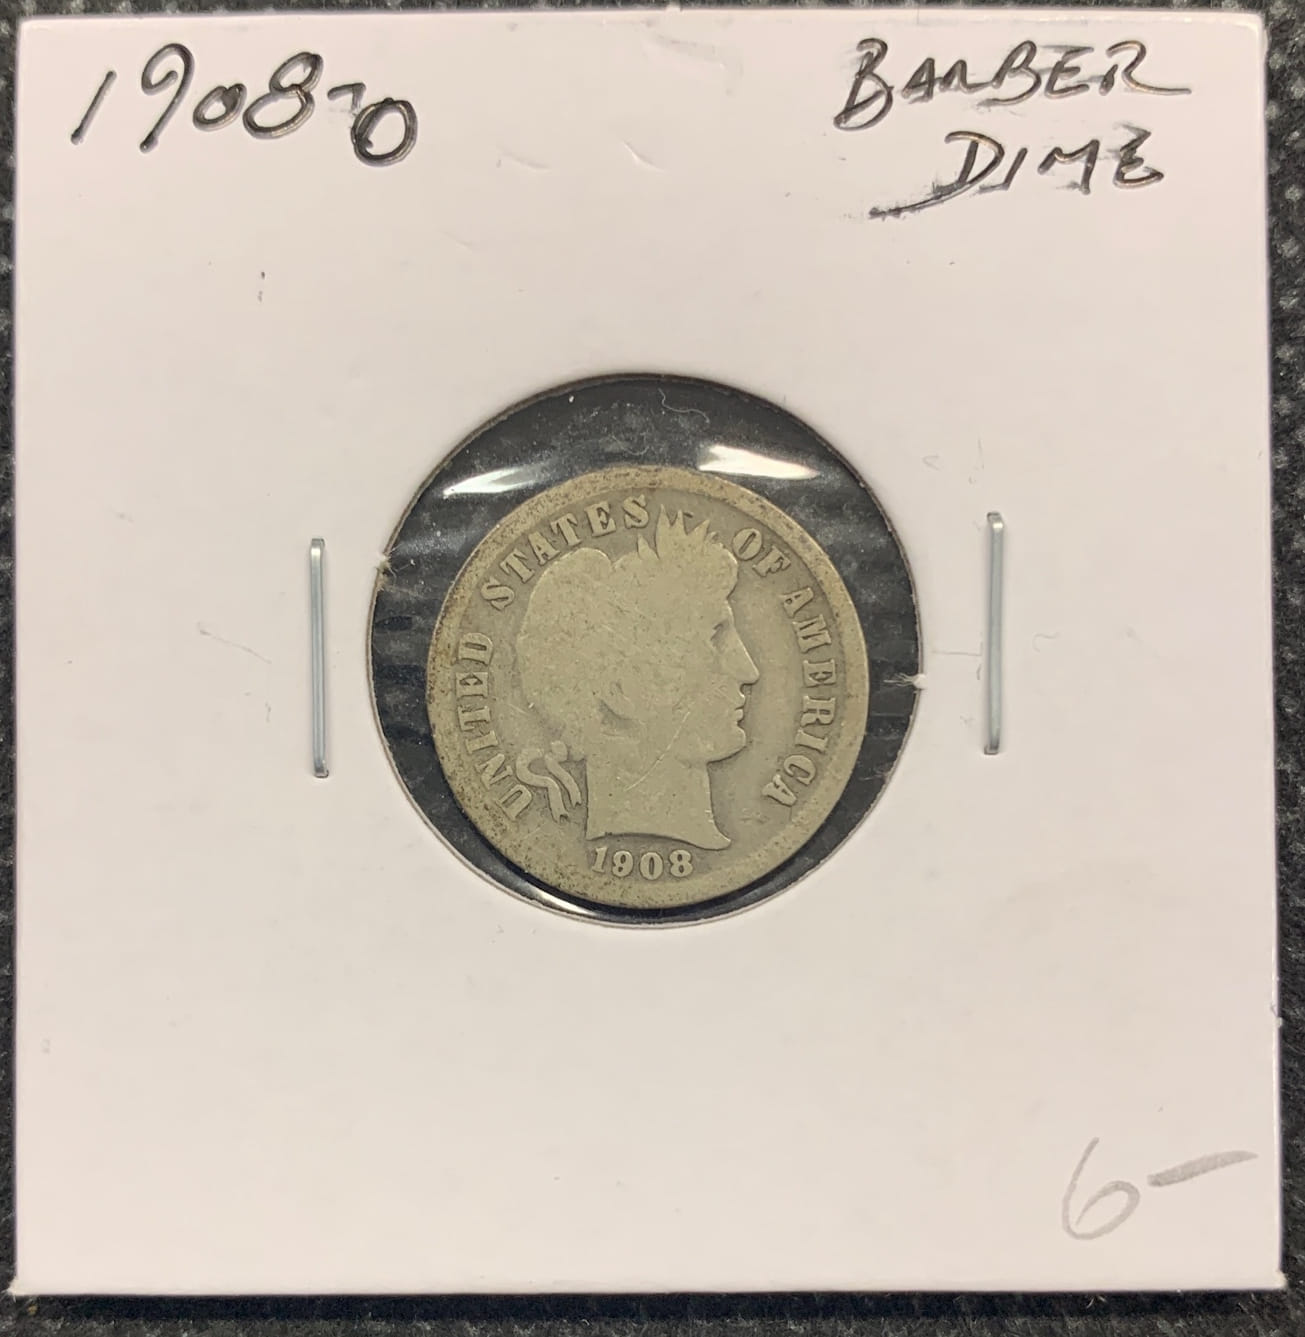 1908-O
BARBER
DIME
UNITED STATES OF AMERICA
1908
6-